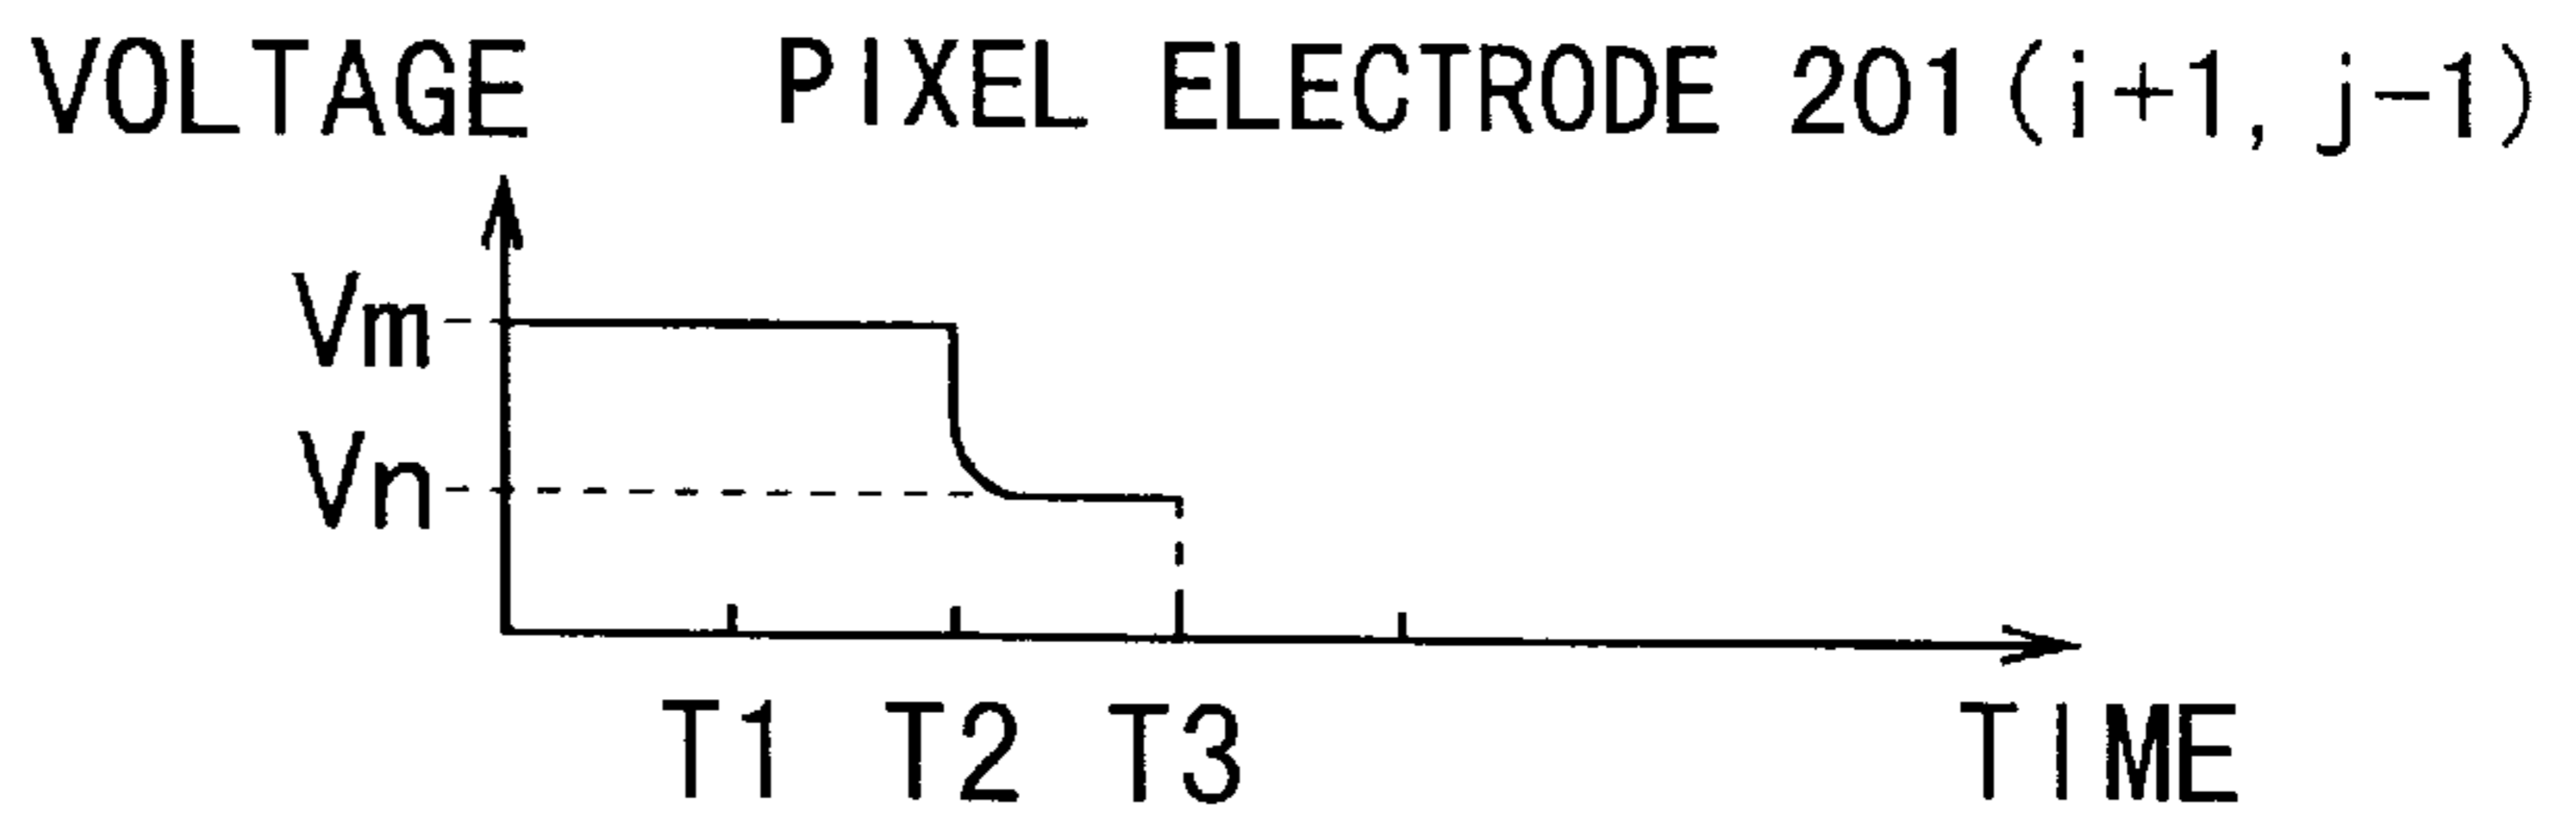 VOLTAGE PIXEL ELECTRODE 201(i+1, j-1)
Vm
Vn
T1 T2 T3 TIME